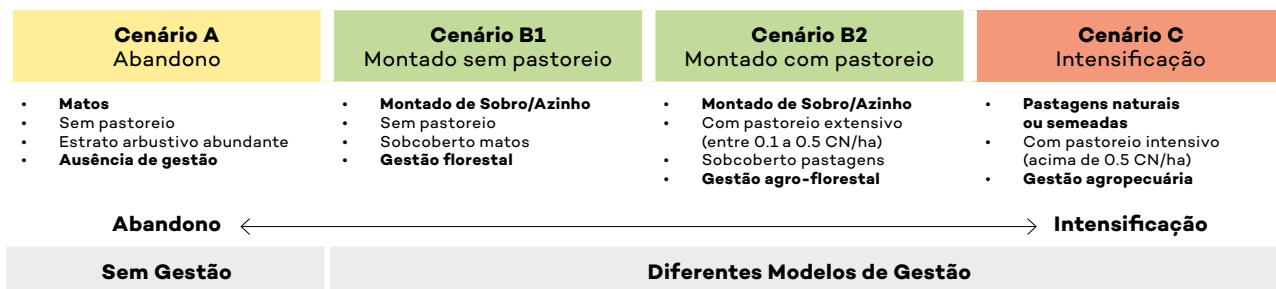 Cenário A
Abandono
Cenário B1
Montado sem pastoreio
Cenário B2
Montado com pastoreio
Cenário C
Intensificação
• Matos
• Sem pastoreio
• Estrato arbustivo abundante
• Ausência de gestão
• Montado de Sobro/Azinho
• Sem pastoreio
• Sobcoberto matos
• Gestão florestal
• Montado de Sobro/Azinho
• Com pastoreio extensivo
(entre 0.1 a 0.5 CN/ha)
• Sobcoberto pastagens
• Gestão agro-florestal
• Pastagens naturais
ou semeadas
• Com pastoreio intensivo
(acima de 0.5 CN/ha)
• Gestão agropecuária
Abandono
Intensificação
Sem Gestão
Diferentes Modelos de Gestão